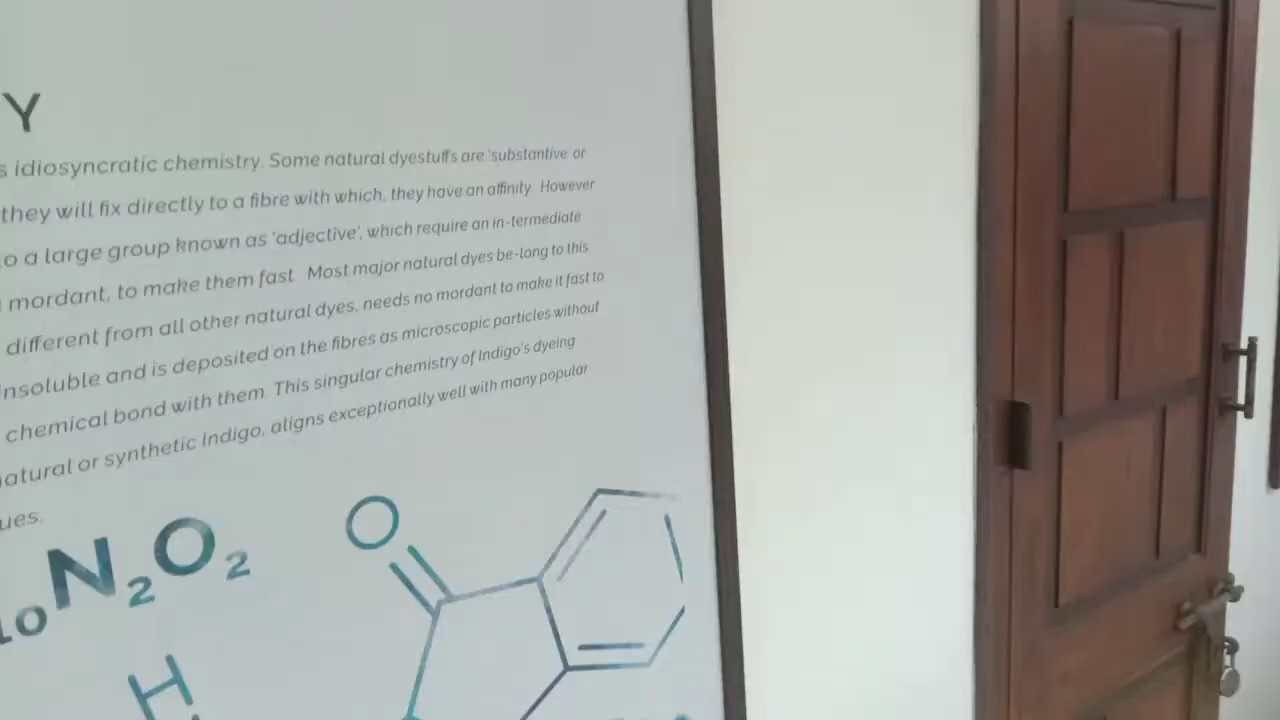 Y
s idiosyncratic chemistry. Some natural dyestuffs are 'substantive' or
they will fix directly to a fibre with which, they have an affinity. However
o a large group known as 'adjective', which require an in-termediate
mordant, to make them fast. Most major natural dyes be-long to this
different from all other natural dyes, needs no mordant to make it fast to
insoluble and is deposited on the fibres as microscopic particles without
chemical bond with them. This singular chemistry of Indigo's dyeing
natural or synthetic Indigo, aligns exceptionally well with many popular
ues.
10N2O2
O
H